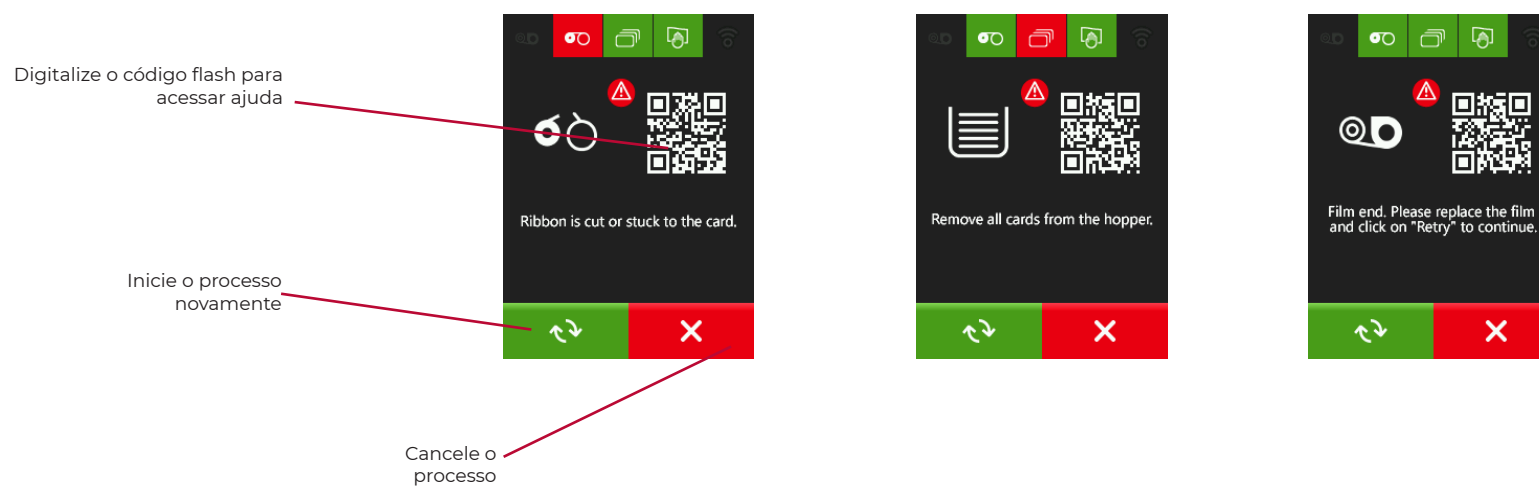 Digitalize o código flash para
acessar ajuda
Ribbon is cut or stuck to the card.
Inicie o processo
novamente
Cancele o
processo
Remove all cards from the hopper.
Film end. Please replace the film
and click on "Retry" to continue.